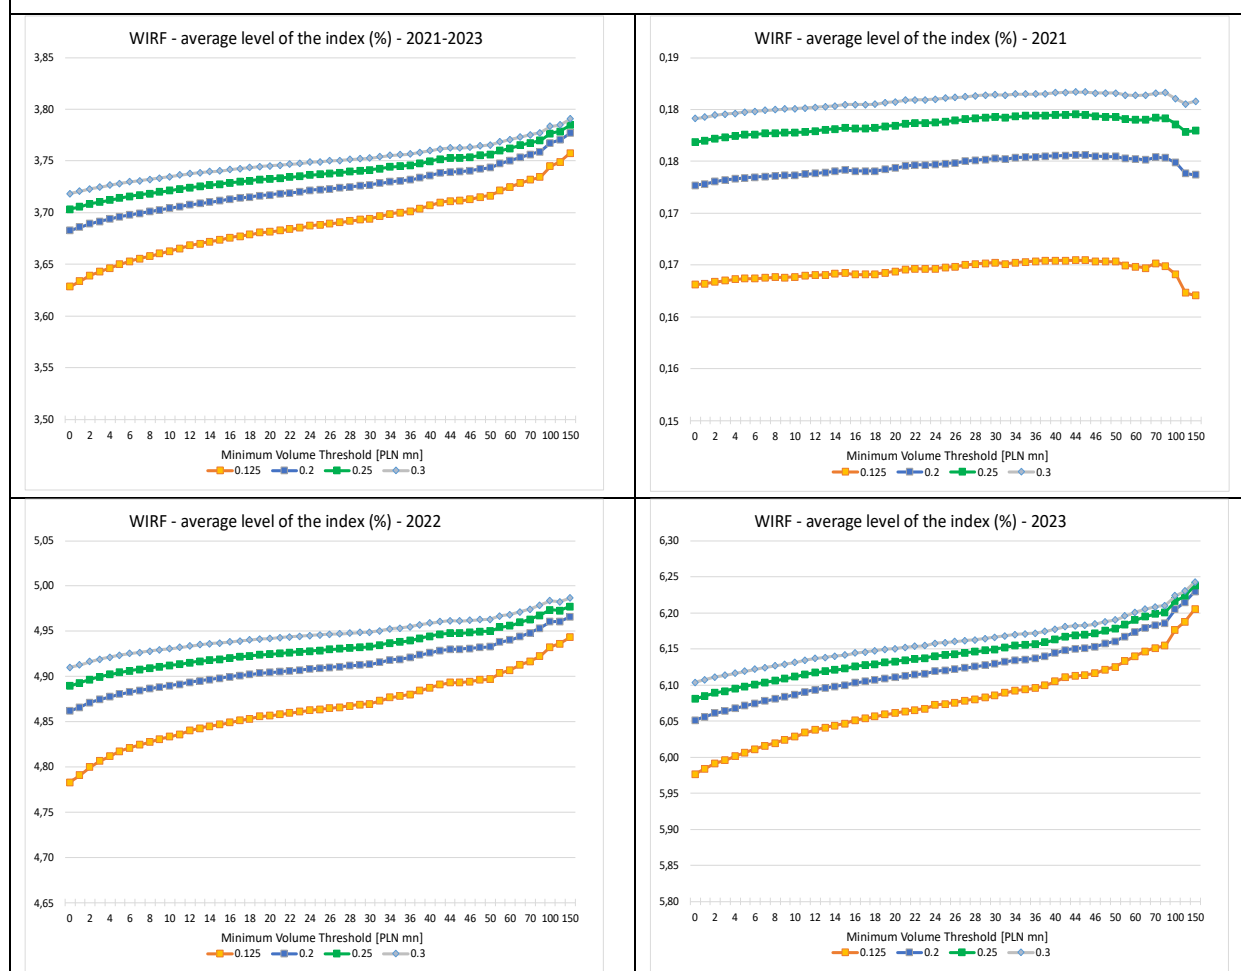 WIRF - average level of the index (%) - 2021-2023
3,85
3,80
3,75
3,70
3,65
3,60
3,55
3,50
0 2 4 6 8 10 12 14 16 18 20 22 24 26 28 30 34 36 40 44 46 50 60 70 100 150
Minimum Volume Threshold [PLN mn]
0.125 0.2 0.25 0.3
WIRF - average level of the index (%) - 2021
0,19
0,18
0,18
0,17
0,17
0,16
0,16
0,15
0 2 4 6 8 10 12 14 16 18 20 22 24 26 28 30 34 36 40 44 46 50 60 70 100 150
Minimum Volume Threshold [PLN mn]
0.125 0.2 0.25 0.3
WIRF - average level of the index (%) - 2022
5,05
5,00
4,95
4,90
4,85
4,80
4,75
4,70
4,65
0 2 4 6 8 10 12 14 16 18 20 22 24 26 28 30 34 36 40 44 46 50 60 70 100 150
Minimum Volume Threshold [PLN mn]
0.125 0.2 0.25 0.3
WIRF - average level of the index (%) - 2023
6,30
6,25
6,20
6,15
6,10
6,05
6,00
5,95
5,90
5,85
5,80
0 2 4 6 8 10 12 14 16 18 20 22 24 26 28 30 34 36 40 44 46 50 60 70 100 150
Minimum Volume Threshold [PLN mn]
0.125 0.2 0.25 0.3